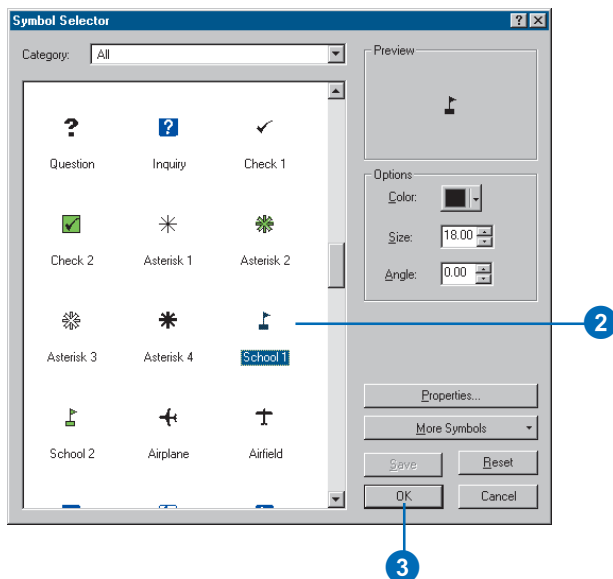 Symbol Selector
Category: All
Question Inquiry Check 1
Check 2 Asterisk 1 Asterisk 2
Asterisk 3 Asterisk 4 School 1
School 2 Airplane Airfield
Preview
Options
Color:
Size: 18.00
Angle: 0.00
Properties...
More Symbols
Save Reset
OK Cancel
2
3